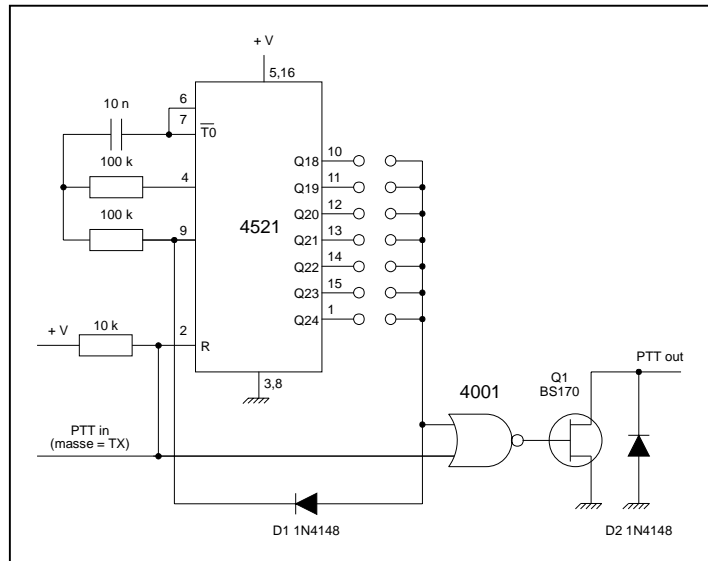 + V
5,16
10 n
6
7
T0
100 k
4
100 k
9
4521
Q18 10
Q19 11
Q20 12
Q21 13
Q22 14
Q23 15
Q24 1
+ V
10 k
2
R
3,8
PTT in
(masse = TX)
4001
Q1
BS170
PTT out
D1 1N4148
D2 1N4148